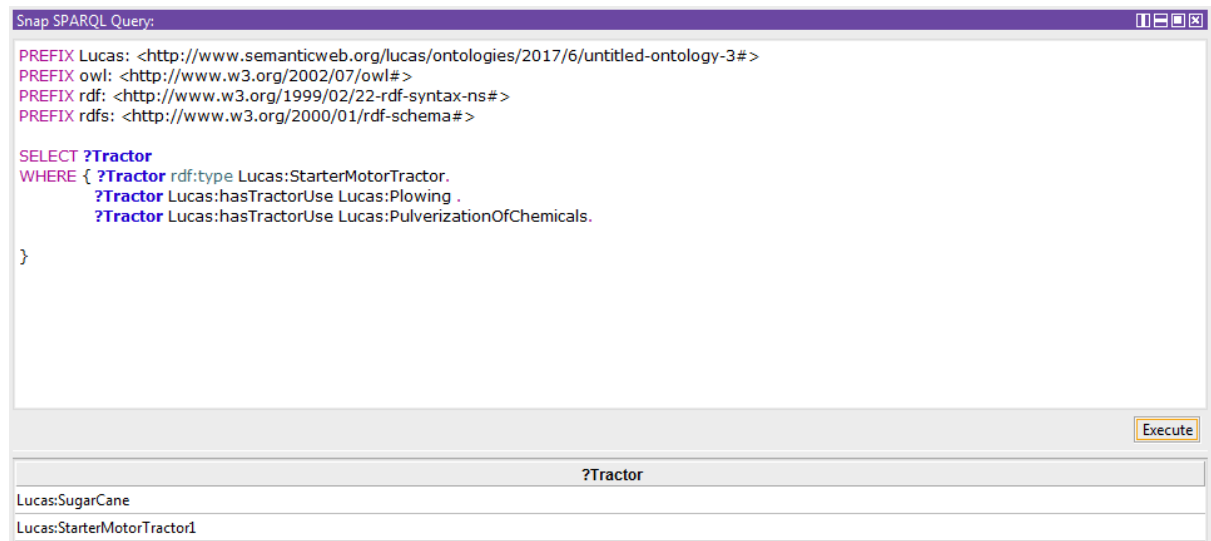 Snap SPARQL Query:
PREFIX Lucas: <http://www.semanticweb.org/lucas/ontologies/2017/6/untitled-ontology-3#>
PREFIX owl: <http://www.w3.org/2002/07/owl#>
PREFIX rdf: <http://www.w3.org/1999/02/22-rdf-syntax-ns#>
PREFIX rdfs: <http://www.w3.org/2000/01/rdf-schema#>
SELECT ?Tractor
WHERE { ?Tractor rdf:type Lucas:StarterMotorTractor.
?Tractor Lucas:hasTractorUse Lucas:Plowing .
?Tractor Lucas:hasTractorUse Lucas:PulverizationOfChemicals.
}
Execute
?Tractor
Lucas:SugarCane
Lucas:StarterMotorTractor1